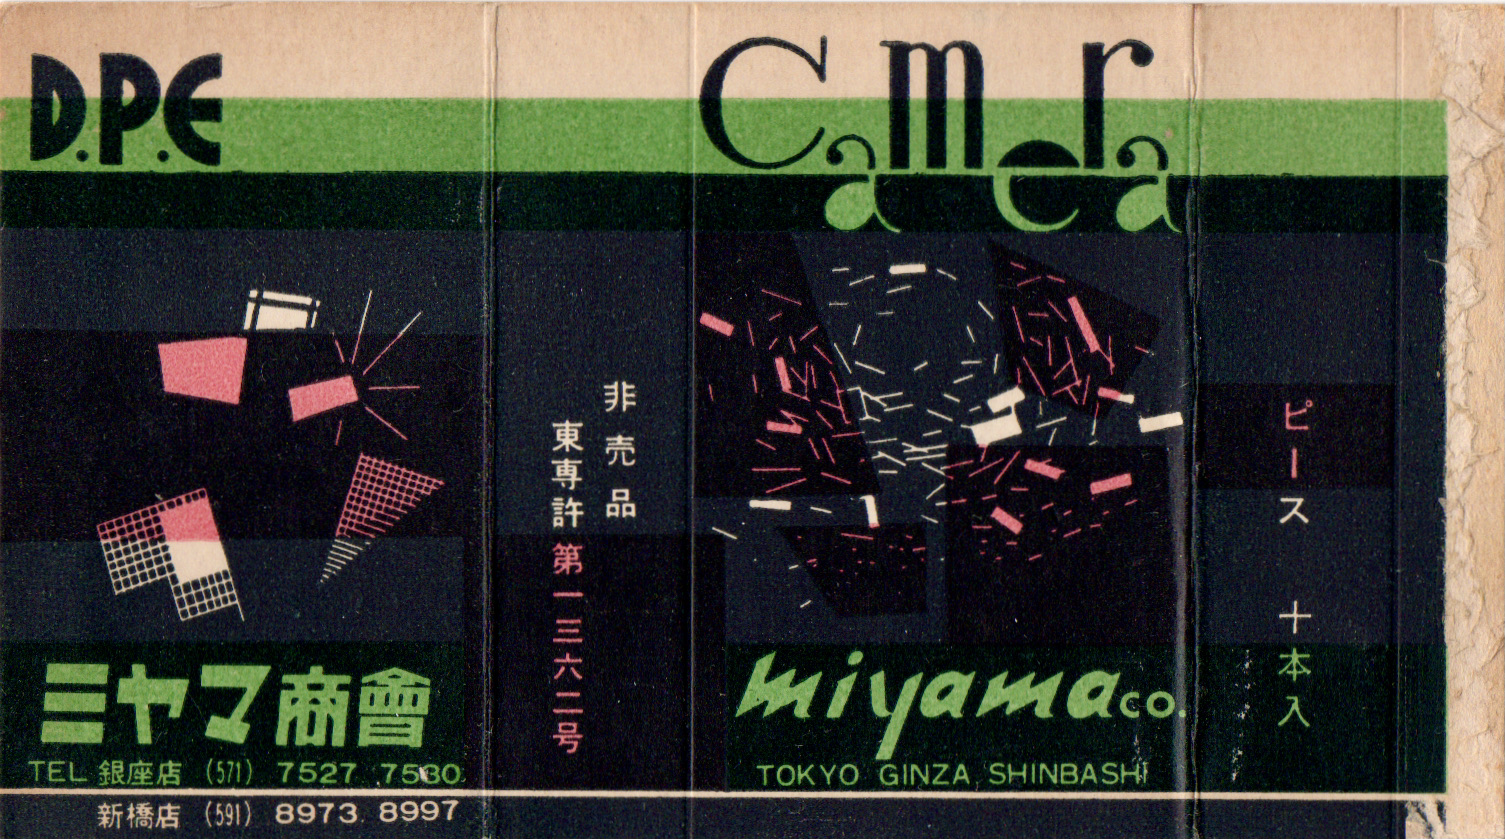 D.P.E
ミヤマ商會
TEL 銀座店 (571) 7527 7580
新橋店 (591) 8973 8997
非売品
東専許第一三六二号
Camera
miyama co.
TOKYO GINZA SHINBASHI
ピース 十本入